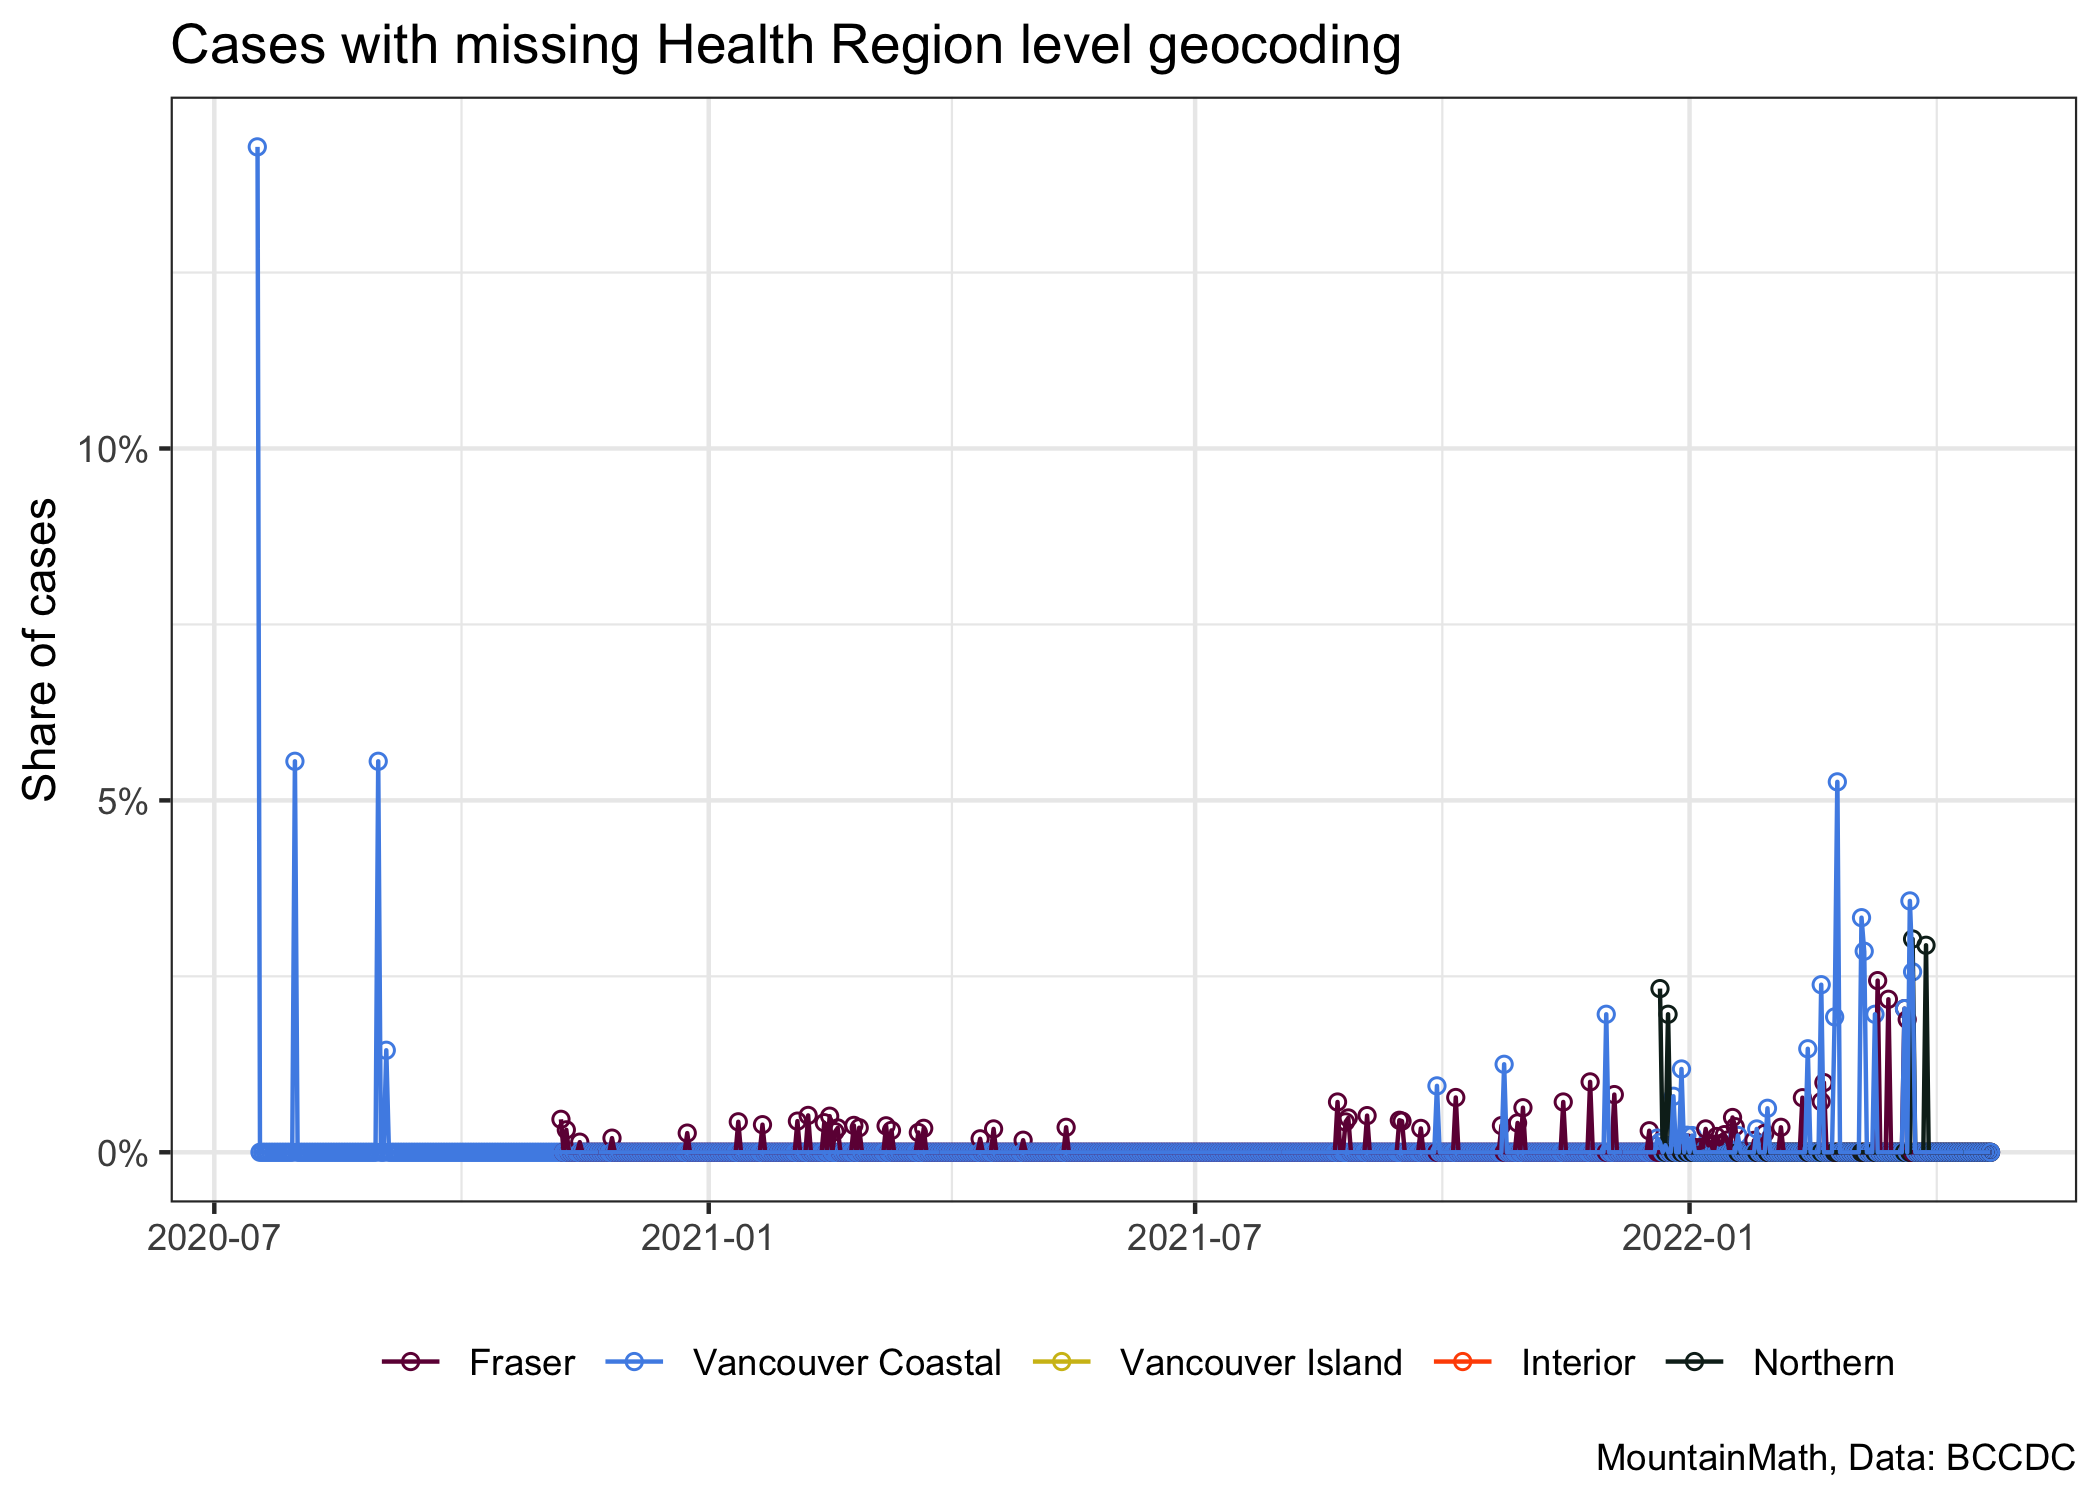 Cases with missing Health Region level geocoding
Share of cases
10%
5%
0%
2020-07 2021-01 2021-07 2022-01
Fraser Vancouver Coastal Vancouver Island Interior Northern
MountainMath, Data: BCCDC